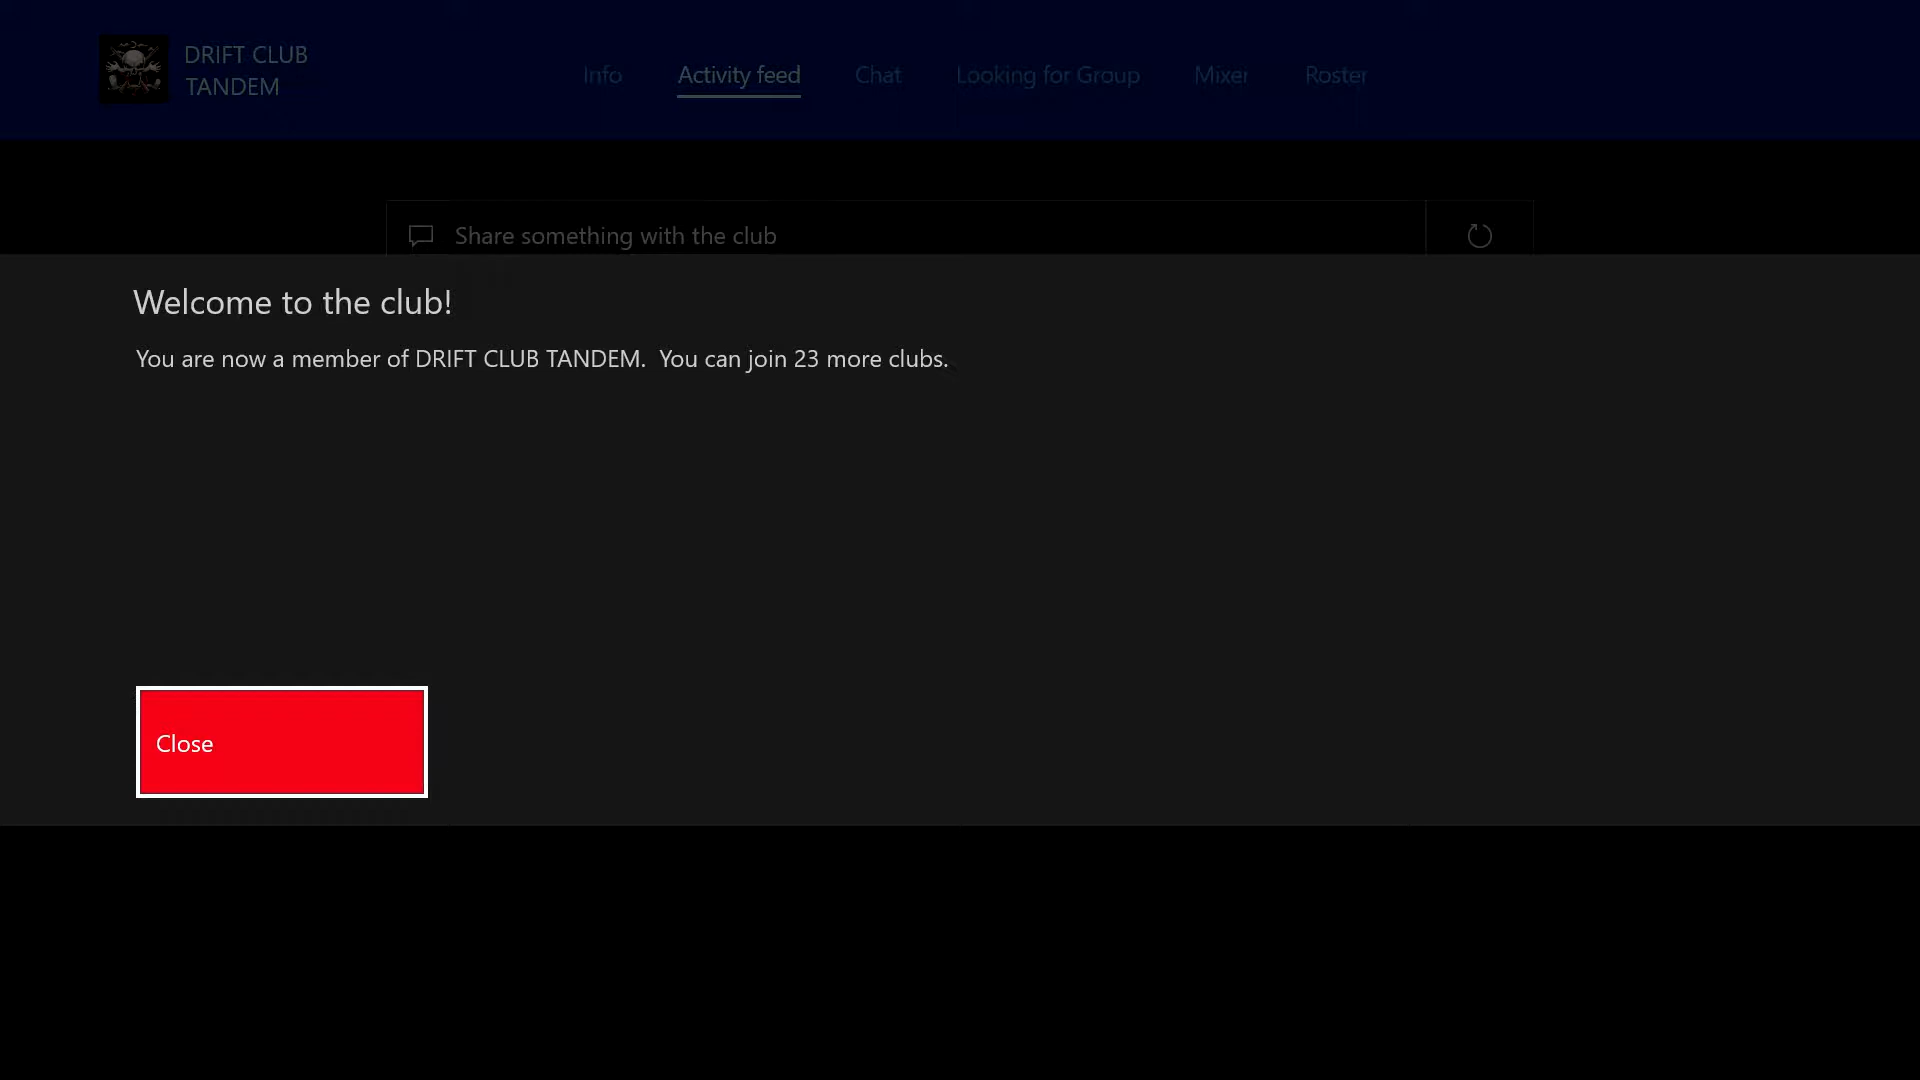 DRIFT CLUB
TANDEM
Info
Activity feed
Chat
Looking for Group
Mixer
Roster
Share something with the club
Welcome to the club!
You are now a member of DRIFT CLUB TANDEM.  You can join 23 more clubs.
Close